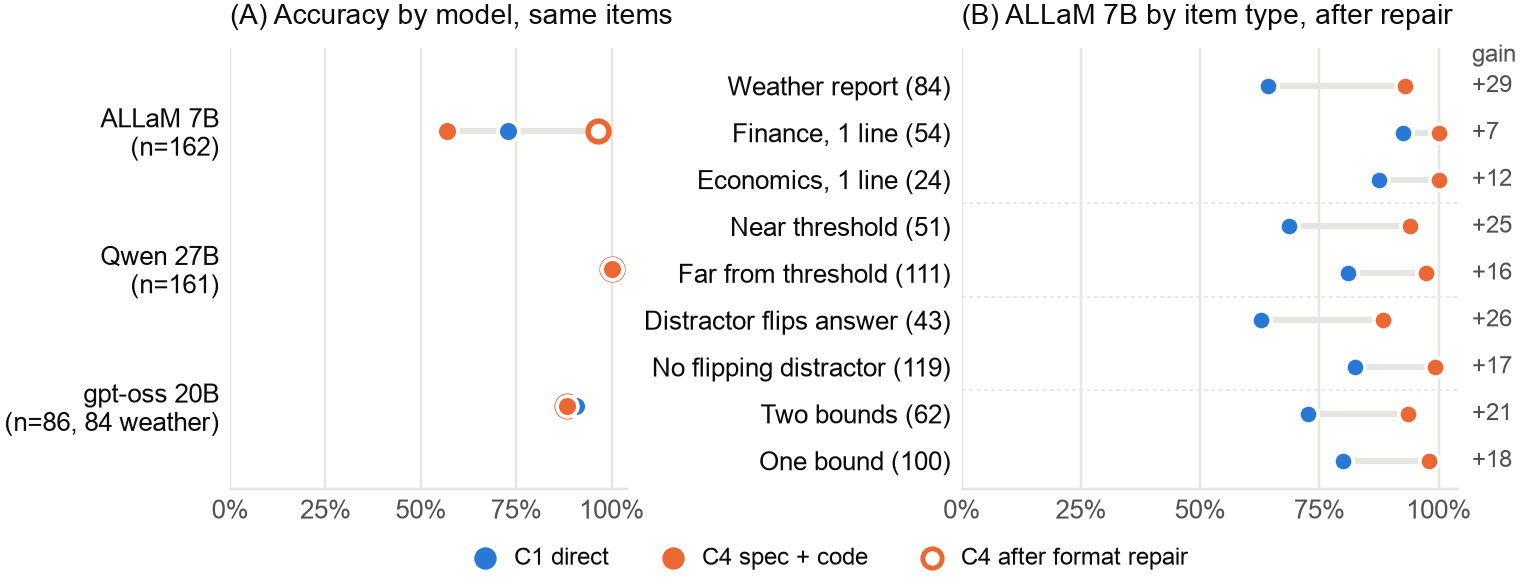 (A) Accuracy by model, same items
ALLaM 7B
(n=162)
Qwen 27B
(n=161)
gpt-oss 20B
(n=86, 84 weather)
0% 25% 50% 75% 100%
(B) ALLaM 7B by item type, after repair
gain
Weather report (84) +29
Finance, 1 line (54) +7
Economics, 1 line (24) +12
Near threshold (51) +25
Far from threshold (111) +16
Distractor flips answer (43) +26
No flipping distractor (119) +17
Two bounds (62) +21
One bound (100) +18
0% 25% 50% 75% 100%
C1 direct C4 spec + code C4 after format repair